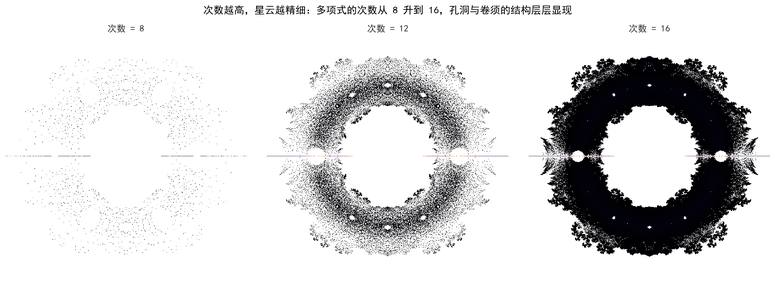 次数越高，星云越精细：多项式的次数从 8 升到 16，孔洞与卷须的结构层层显现
次数 = 8
次数 = 12
次数 = 16